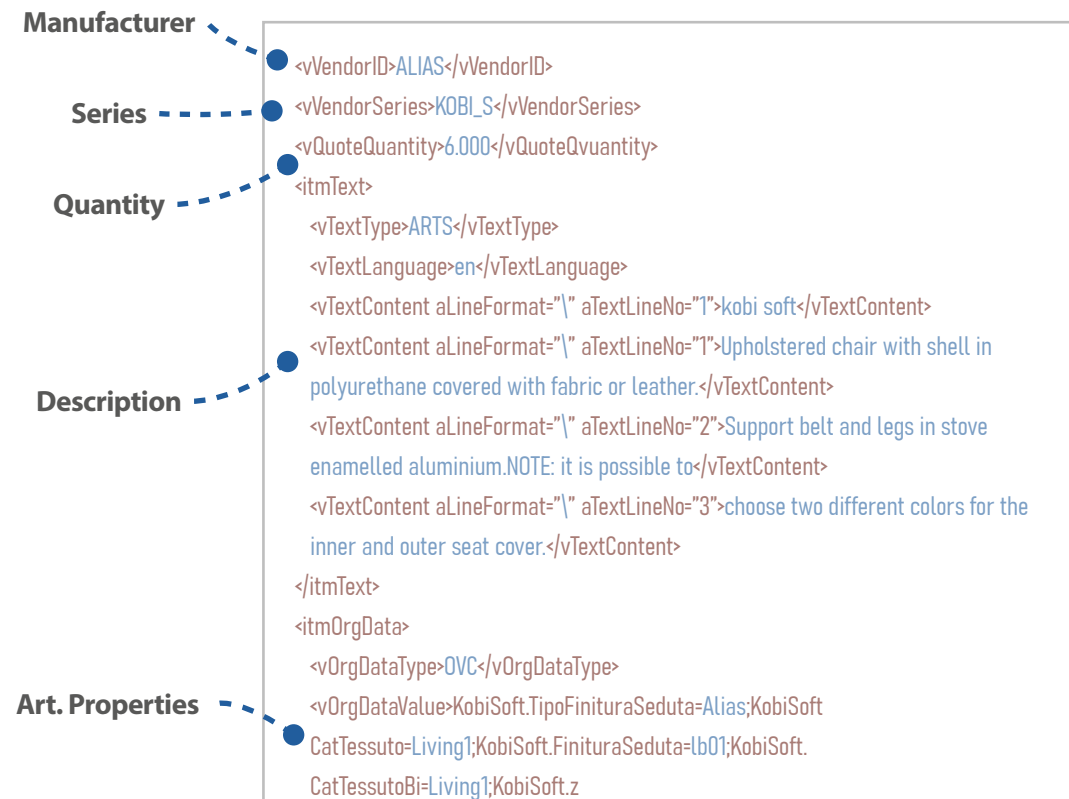 Manufacturer
<vVendorID>ALIAS</vVendorID>
Series
<vVendorSeries>KOBI_S</vVendorSeries>
<vQuoteQuantity>6.000</vQuoteQvuantity>
Quantity
<itmText>
<vTextType>ARTS</vTextType>
<vTextLanguage>en</vTextLanguage>
<vTextContent aLineFormat="\" aTextLineNo="1">kobi soft</vTextContent>
Description
<vTextContent aLineFormat="\" aTextLineNo="1">Upholstered chair with shell in
polyurethane covered with fabric or leather.</vTextContent>
<vTextContent aLineFormat="\" aTextLineNo="2">Support belt and legs in stove
enamelled aluminium.NOTE: it is possible to</vTextContent>
<vTextContent aLineFormat="\" aTextLineNo="3">choose two different colors for the
inner and outer seat cover.</vTextContent>
</itmText>
<itmOrgData>
<vOrgDataType>OVC</vOrgDataType>
Art. Properties
<vOrgDataValue>KobiSoft.TipoFinituraSeduta=Alias;KobiSoft
CatTessuto=Living1;KobiSoft.FinituraSeduta=lb01;KobiSoft.
CatTessutoBi=Living1;KobiSoft.z